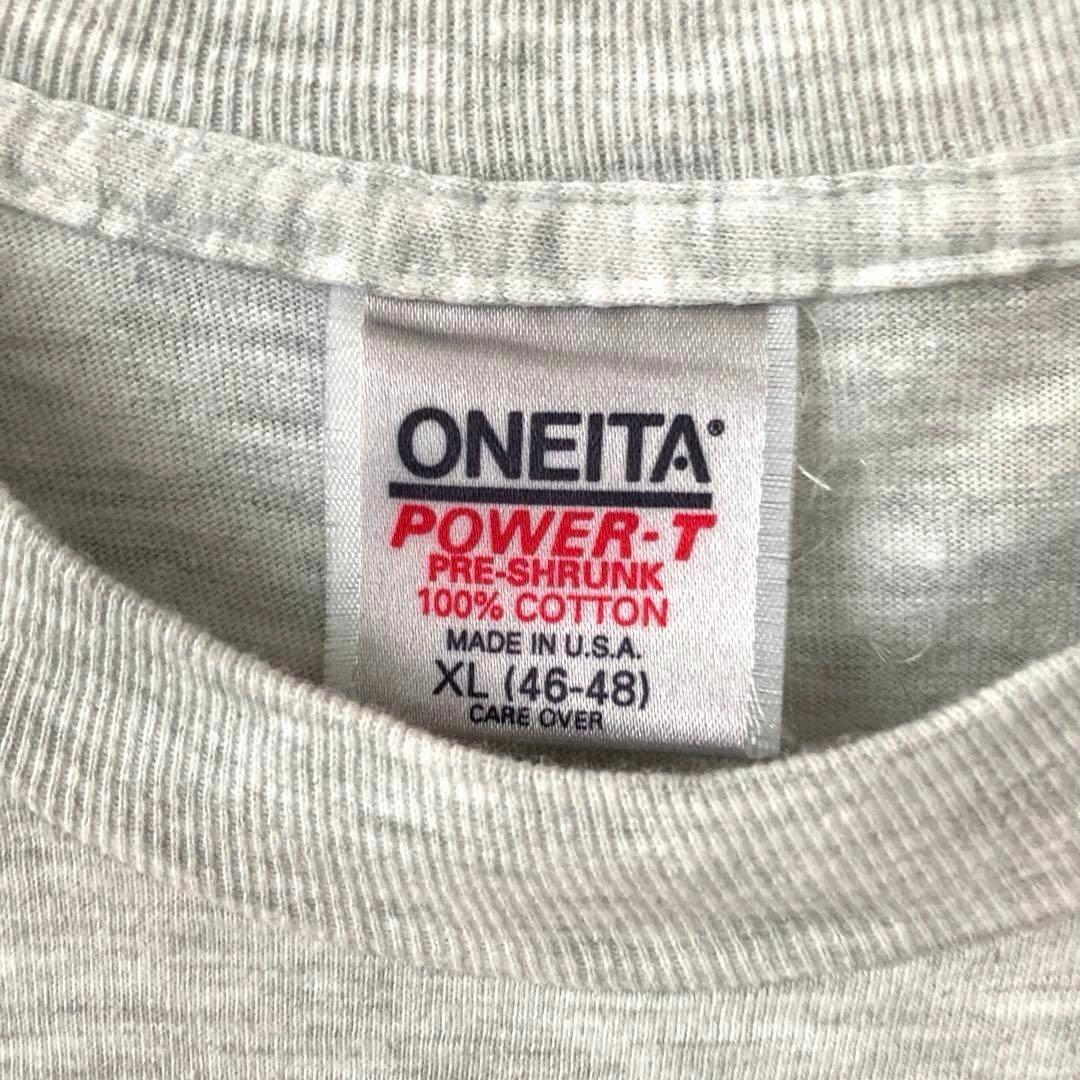 ONEITA®
POWER-T
PRE-SHRUNK
100% COTTON
MADE IN U.S.A.
XL (46-48)
CARE OVER